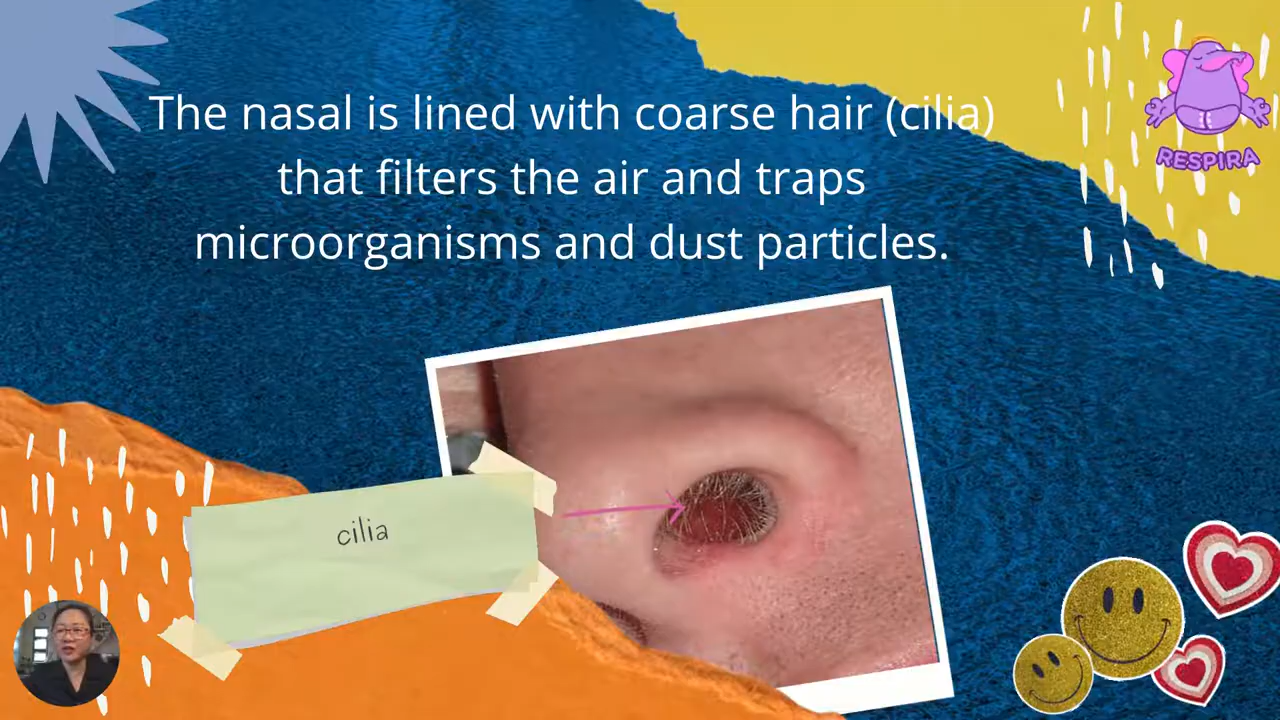 The nasal is lined with coarse hair (cilia)
that filters the air and traps
microorganisms and dust particles.
RESPIRA
cilia